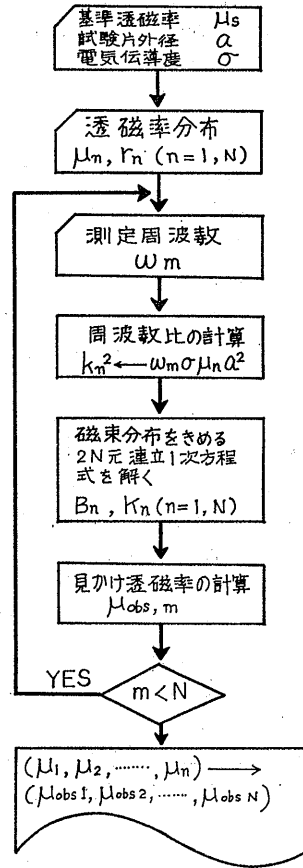 基準透磁率 μs
試験片外径 a
電気伝導度 σ
透磁率分布
μn, rn (n=1, N)
測定周波数
ωm
周波数比の計算
kn² ← ωmσμna²
磁束分布をきめる
2N元連立1次方程
式を解く
Bn, Kn (n=1, N)
見かけ透磁率の計算
μobs, m
YES
m<N
(μ1, μ2, ……, μn) →
(μobs1, μobs2, ……, μobs N)